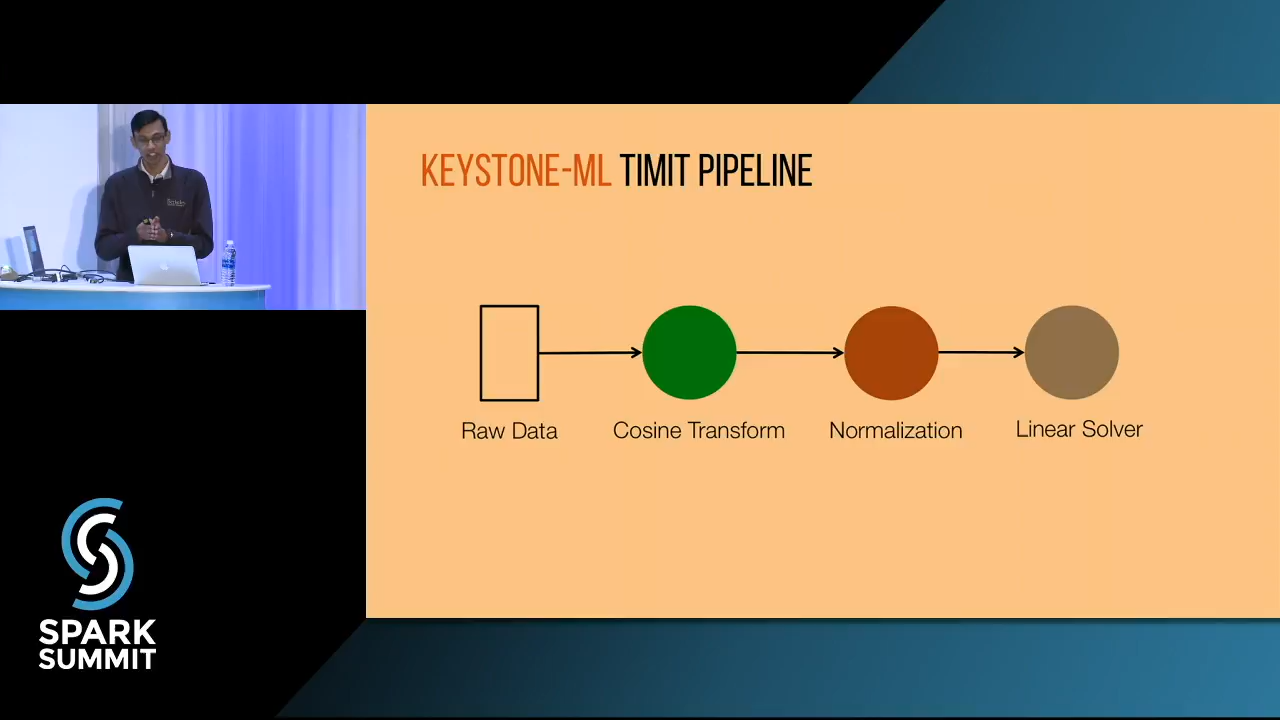 KEYSTONE-ML TIMIT PIPELINE
Raw Data
Cosine Transform
Normalization
Linear Solver
SPARK
SUMMIT